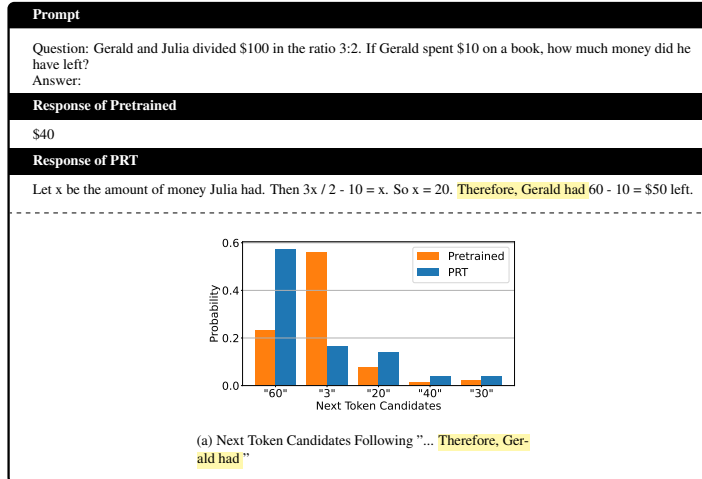 Prompt
Question: Gerald and Julia divided $100 in the ratio 3:2. If Gerald spent $10 on a book, how much money did he
have left?
Answer:
Response of Pretrained
$40
Response of PRT
Let x be the amount of money Julia had. Then 3x / 2 - 10 = x. So x = 20. Therefore, Gerald had 60 - 10 = $50 left.
0.6
0.4
0.2
0.0
Probability
Pretrained
PRT
"60" "3" "20" "40" "30"
Next Token Candidates
(a) Next Token Candidates Following ”... Therefore, Ger-
ald had ”